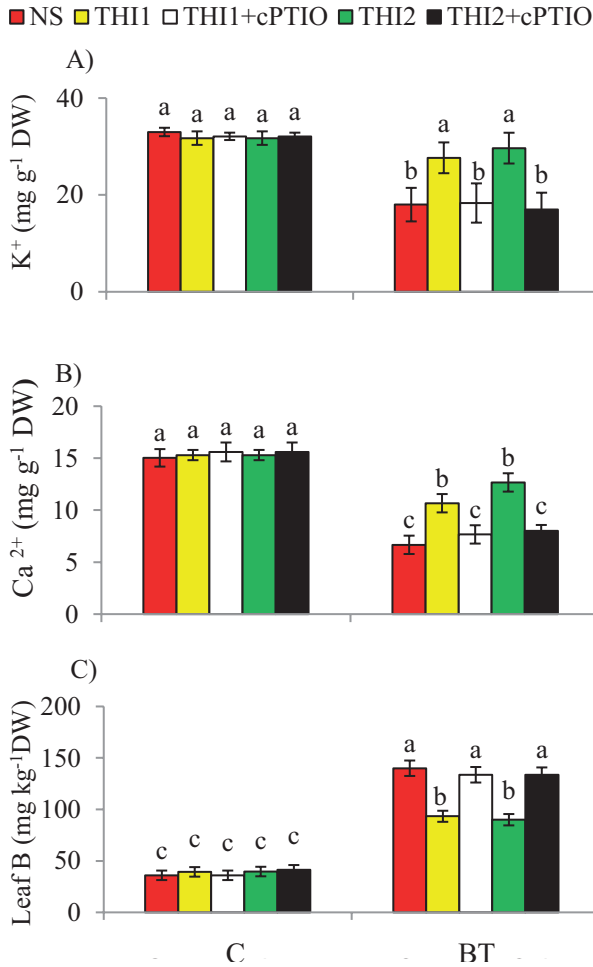 NS THI1 THI1+cPTIO THI2 THI2+cPTIO
A)
K⁺ (mg g⁻¹ DW)
40
20
0
a a a a a
b a b a b
B)
Ca ²⁺ (mg g⁻¹ DW)
20
15
10
5
0
a a a a a
c b c b c
C)
Leaf B (mg kg⁻¹DW)
200
150
100
50
0
c c c c c
a b a b a
C BT